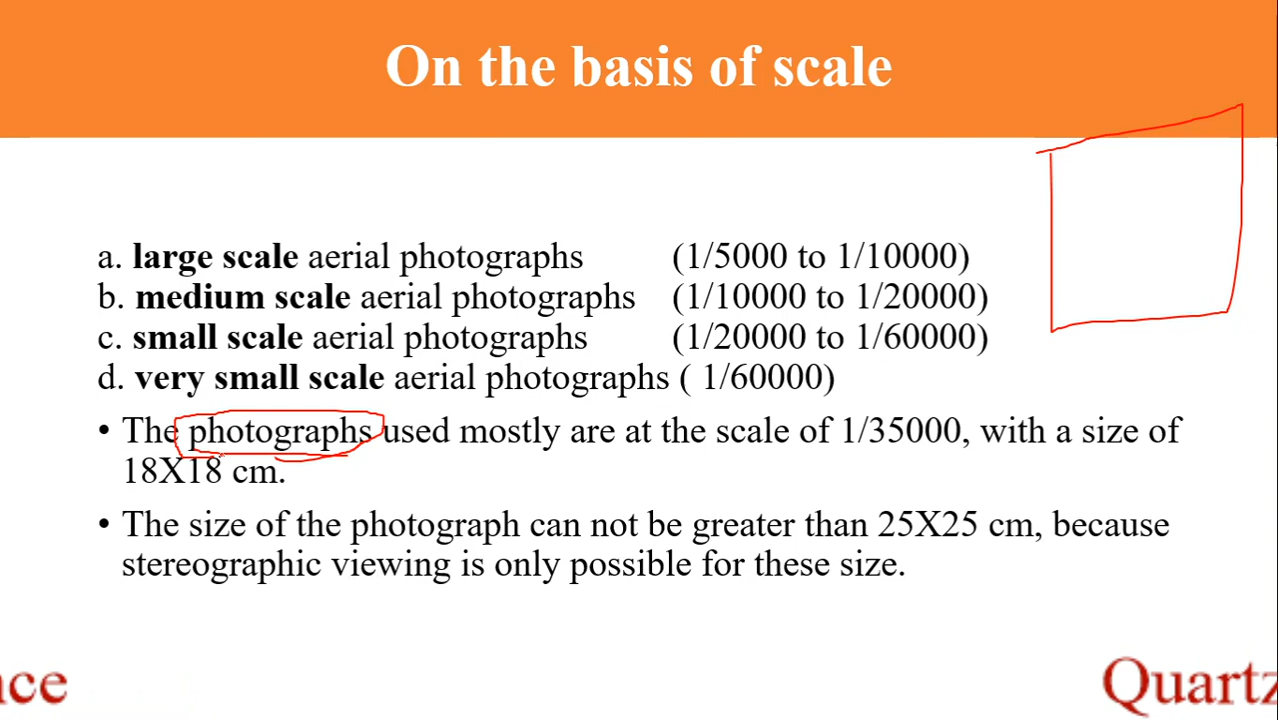 On the basis of scale
a. large scale aerial photographs (1/5000 to 1/10000)
b. medium scale aerial photographs (1/10000 to 1/20000)
c. small scale aerial photographs (1/20000 to 1/60000)
d. very small scale aerial photographs ( 1/60000)
• The photographs used mostly are at the scale of 1/35000, with a size of
18X18 cm.
• The size of the photograph can not be greater than 25X25 cm, because
stereographic viewing is only possible for these size.
nce Quartz